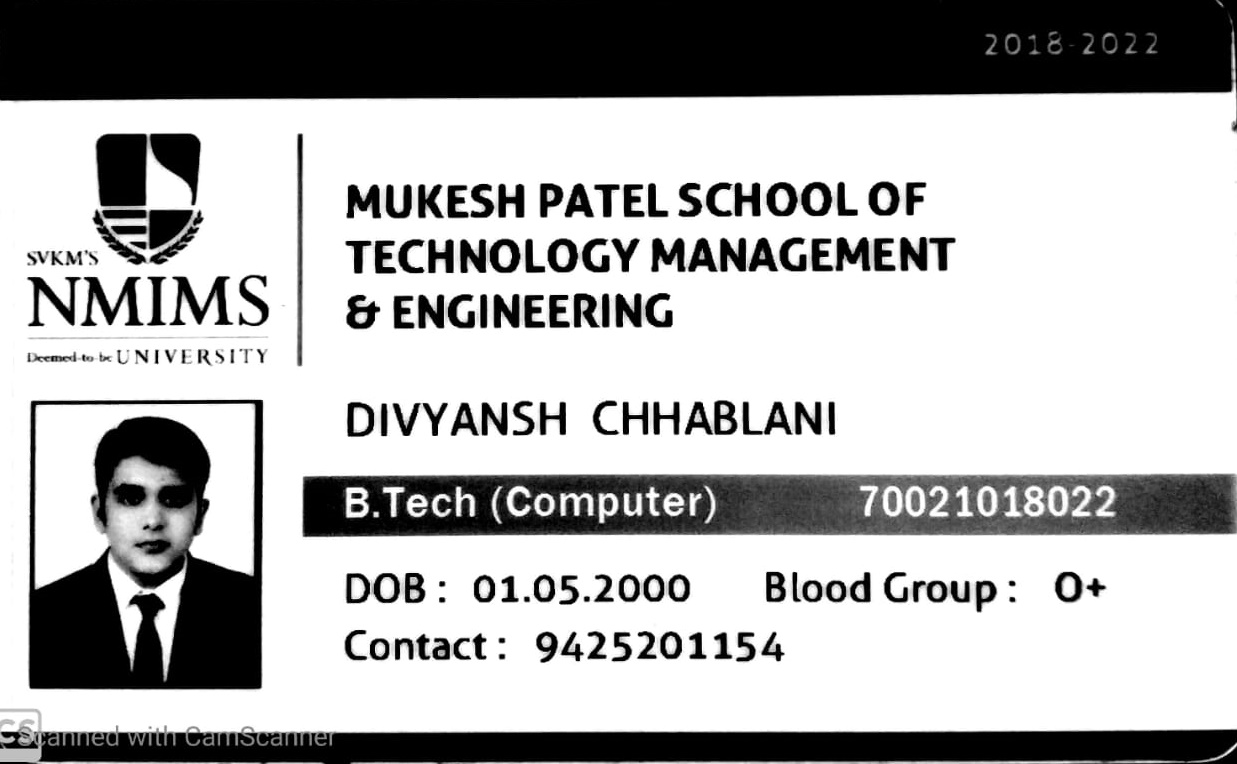 2018-2022
SVKM'S
NMIMS
Deemed-to-be UNIVERSITY
MUKESH PATEL SCHOOL OF
TECHNOLOGY MANAGEMENT
& ENGINEERING
DIVYANSH CHHABLANI
B.Tech (Computer) 70021018022
DOB : 01.05.2000 Blood Group : O+
Contact : 9425201154
CS Scanned with CamScanner